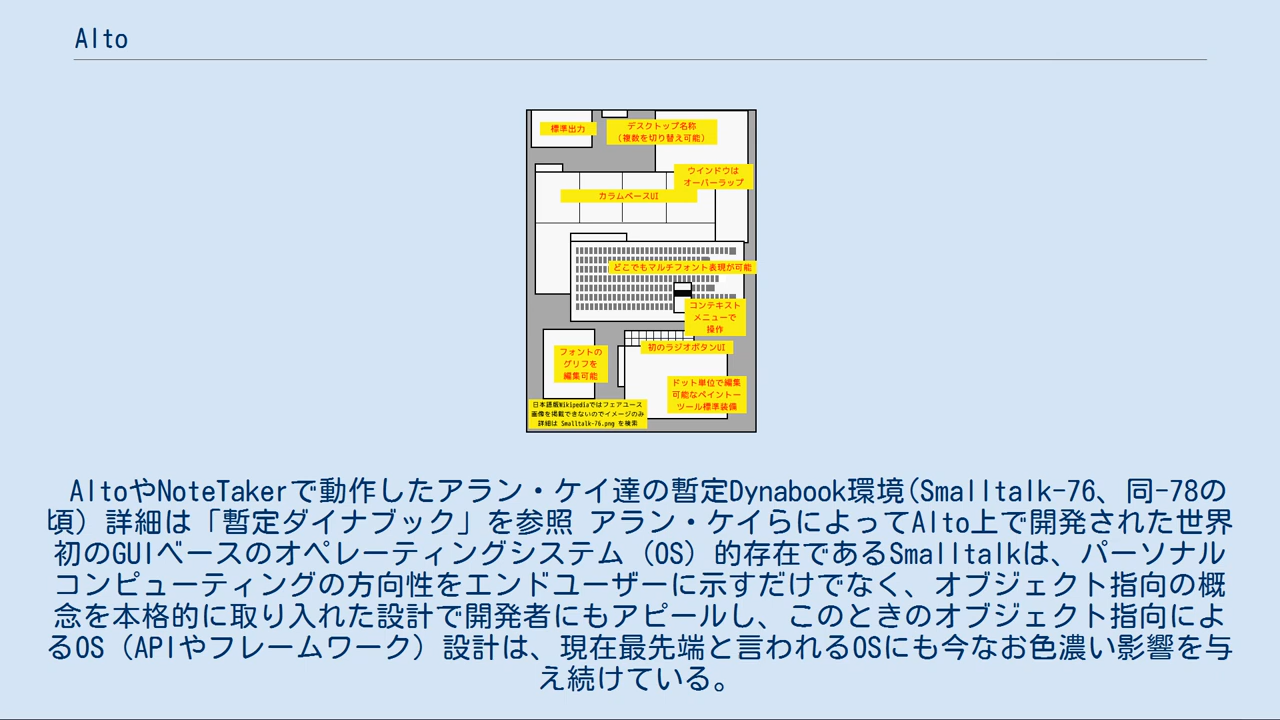 Alto
標準出力
デスクトップ名称
（複数を切り替え可能）
ウインドウは
オーバーラップ
カラムベースUI
どこでもマルチフォント表現が可能
コンテキスト
メニューで
操作
初のラジオボタンUI
フォントの
グリフを
編集可能
ドット単位で編集
可能なペイントー
ツール標準装備
日本語版Wikipediaではフェアユース
画像を掲載できないのでイメージのみ
詳細は Smalltalk-76.png を検索
AltoやNoteTakerで動作したアラン・ケイ達の暫定Dynabook環境(Smalltalk-76、同-78の
頃）詳細は「暫定ダイナブック」を参照 アラン・ケイらによってAlto上で開発された世界
初のGUIベースのオペレーティングシステム（OS）的存在であるSmalltalkは、パーソナル
コンピューティングの方向性をエンドユーザーに示すだけでなく、オブジェクト指向の概
念を本格的に取り入れた設計で開発者にもアピールし、このときのオブジェクト指向によ
るOS（APIやフレームワーク）設計は、現在最先端と言われるOSにも今なお色濃い影響を与
え続けている。